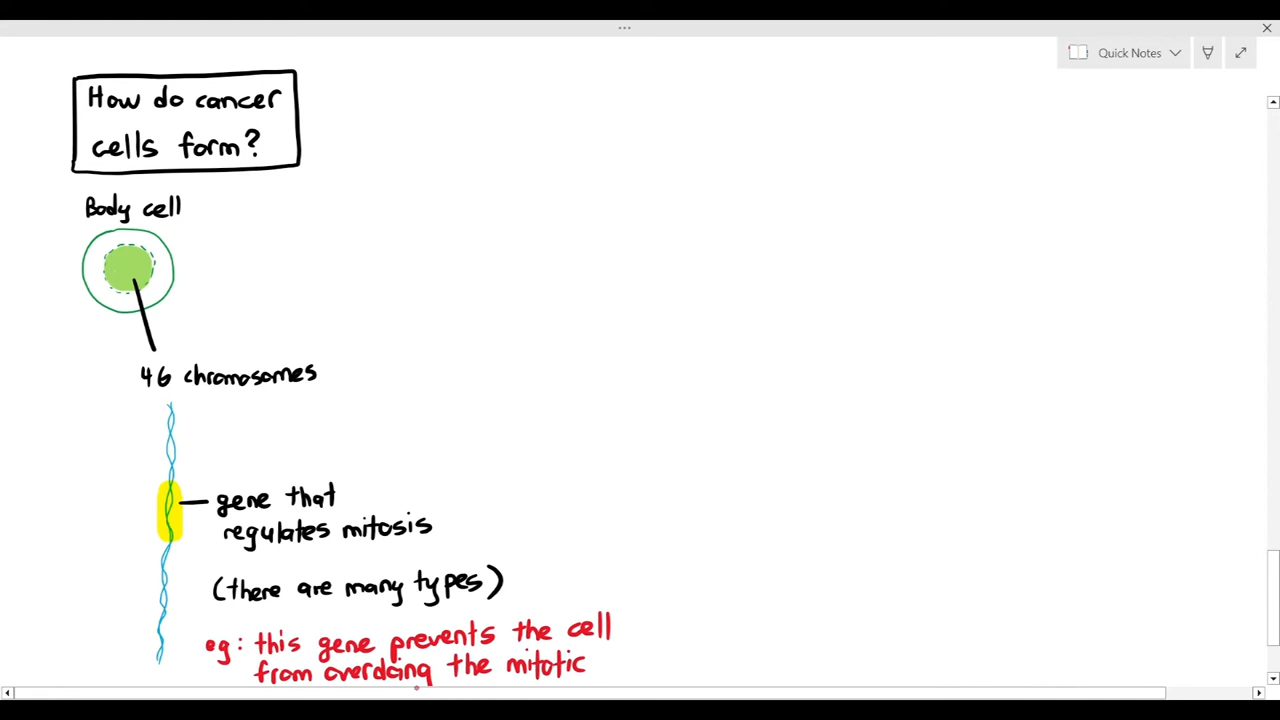 Quick Notes
How do cancer
cells form?
Body cell
46 chromosomes
gene that
regulates mitosis
(there are many types)
eg: this gene prevents the cell
from overdoing the mitotic